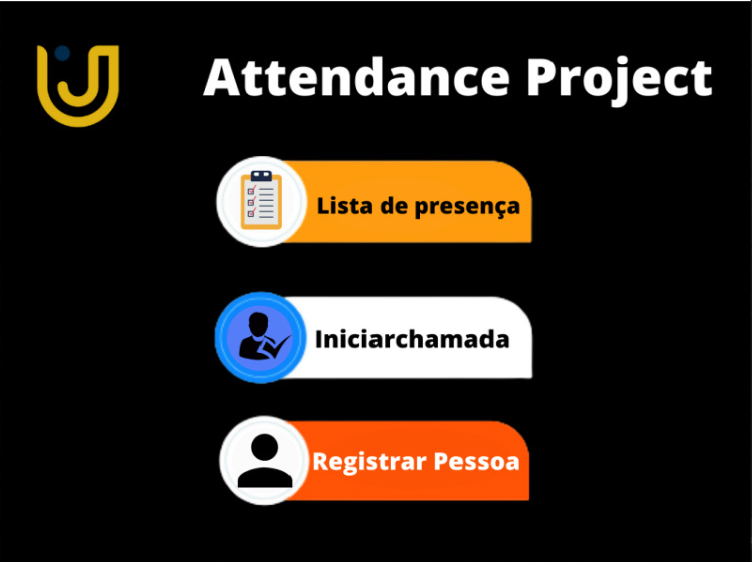 Attendance Project
Lista de presença
Iniciarchamada
Registrar Pessoa